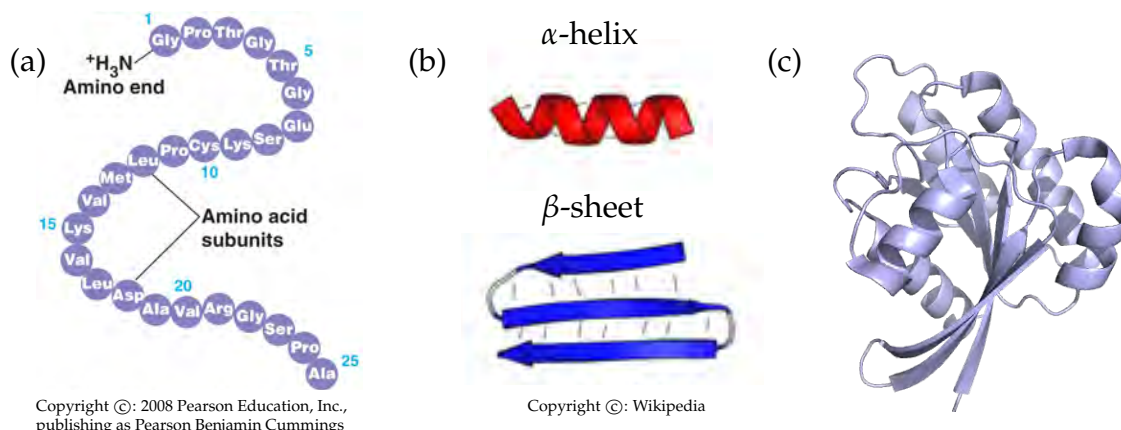 (a)
1
Gly
Pro
Thr
Gly
5
Thr
Gly
Glu
Ser
Lys
Cys
10
Pro
Leu
Met
Val
15
Lys
Val
Leu
Asp
Ala
20
Val
Arg
Gly
Ser
Pro
Ala
25
+H3N
Amino end
Amino acid
subunits
Copyright ©: 2008 Pearson Education, Inc.,
publishing as Pearson Benjamin Cummings
(b)
α-helix
β-sheet
Copyright ©: Wikipedia
(c)